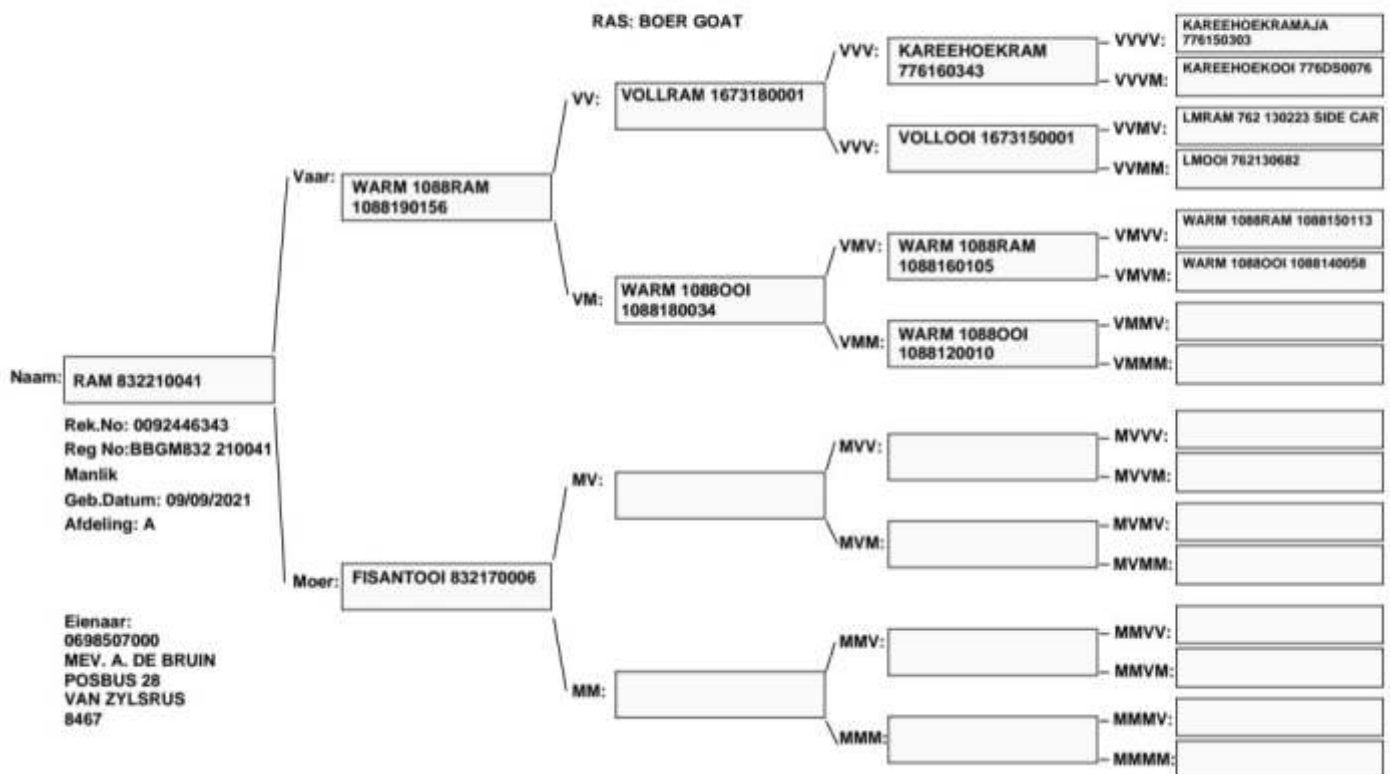 RAS: BOER GOAT
Naam:
RAM 832210041
Rek.No: 0092446343
Reg No:BBGM832 210041
Manlik
Geb.Datum: 09/09/2021
Afdeling: A
Eienaar:
0698507000
MEV. A. DE BRUIN
POSBUS 28
VAN ZYLSRUS
8467
Vaar:
WARM 1088RAM
1088190156
Moer:
FISANTOOI 832170006
VV:
VOLLRAM 1673180001
VM:
WARM 1088OOI
1088180034
MV:
MM:
VVV:
KAREEHOEKRAM
776160343
VVV:
VOLLOOI 1673150001
VMV:
WARM 1088RAM
1088160105
VMM:
WARM 1088OOI
1088120010
MVV:
MVM:
MMV:
MMM:
VVVV:
KAREEHOEKRAMAJA
776150303
VVVM:
KAREEHOEKOOI 776DS0076
VVMV:
LMRAM 762 130223 SIDE CAR
VVMM:
LMOOI 762130682
VMVV:
WARM 1088RAM 1088150113
VMVM:
WARM 1088OOI 1088140058
VMMV:
VMMM:
MVVV:
MVVM:
MVMV:
MVMM:
MMVV:
MMVM:
MMMV:
MMMM: